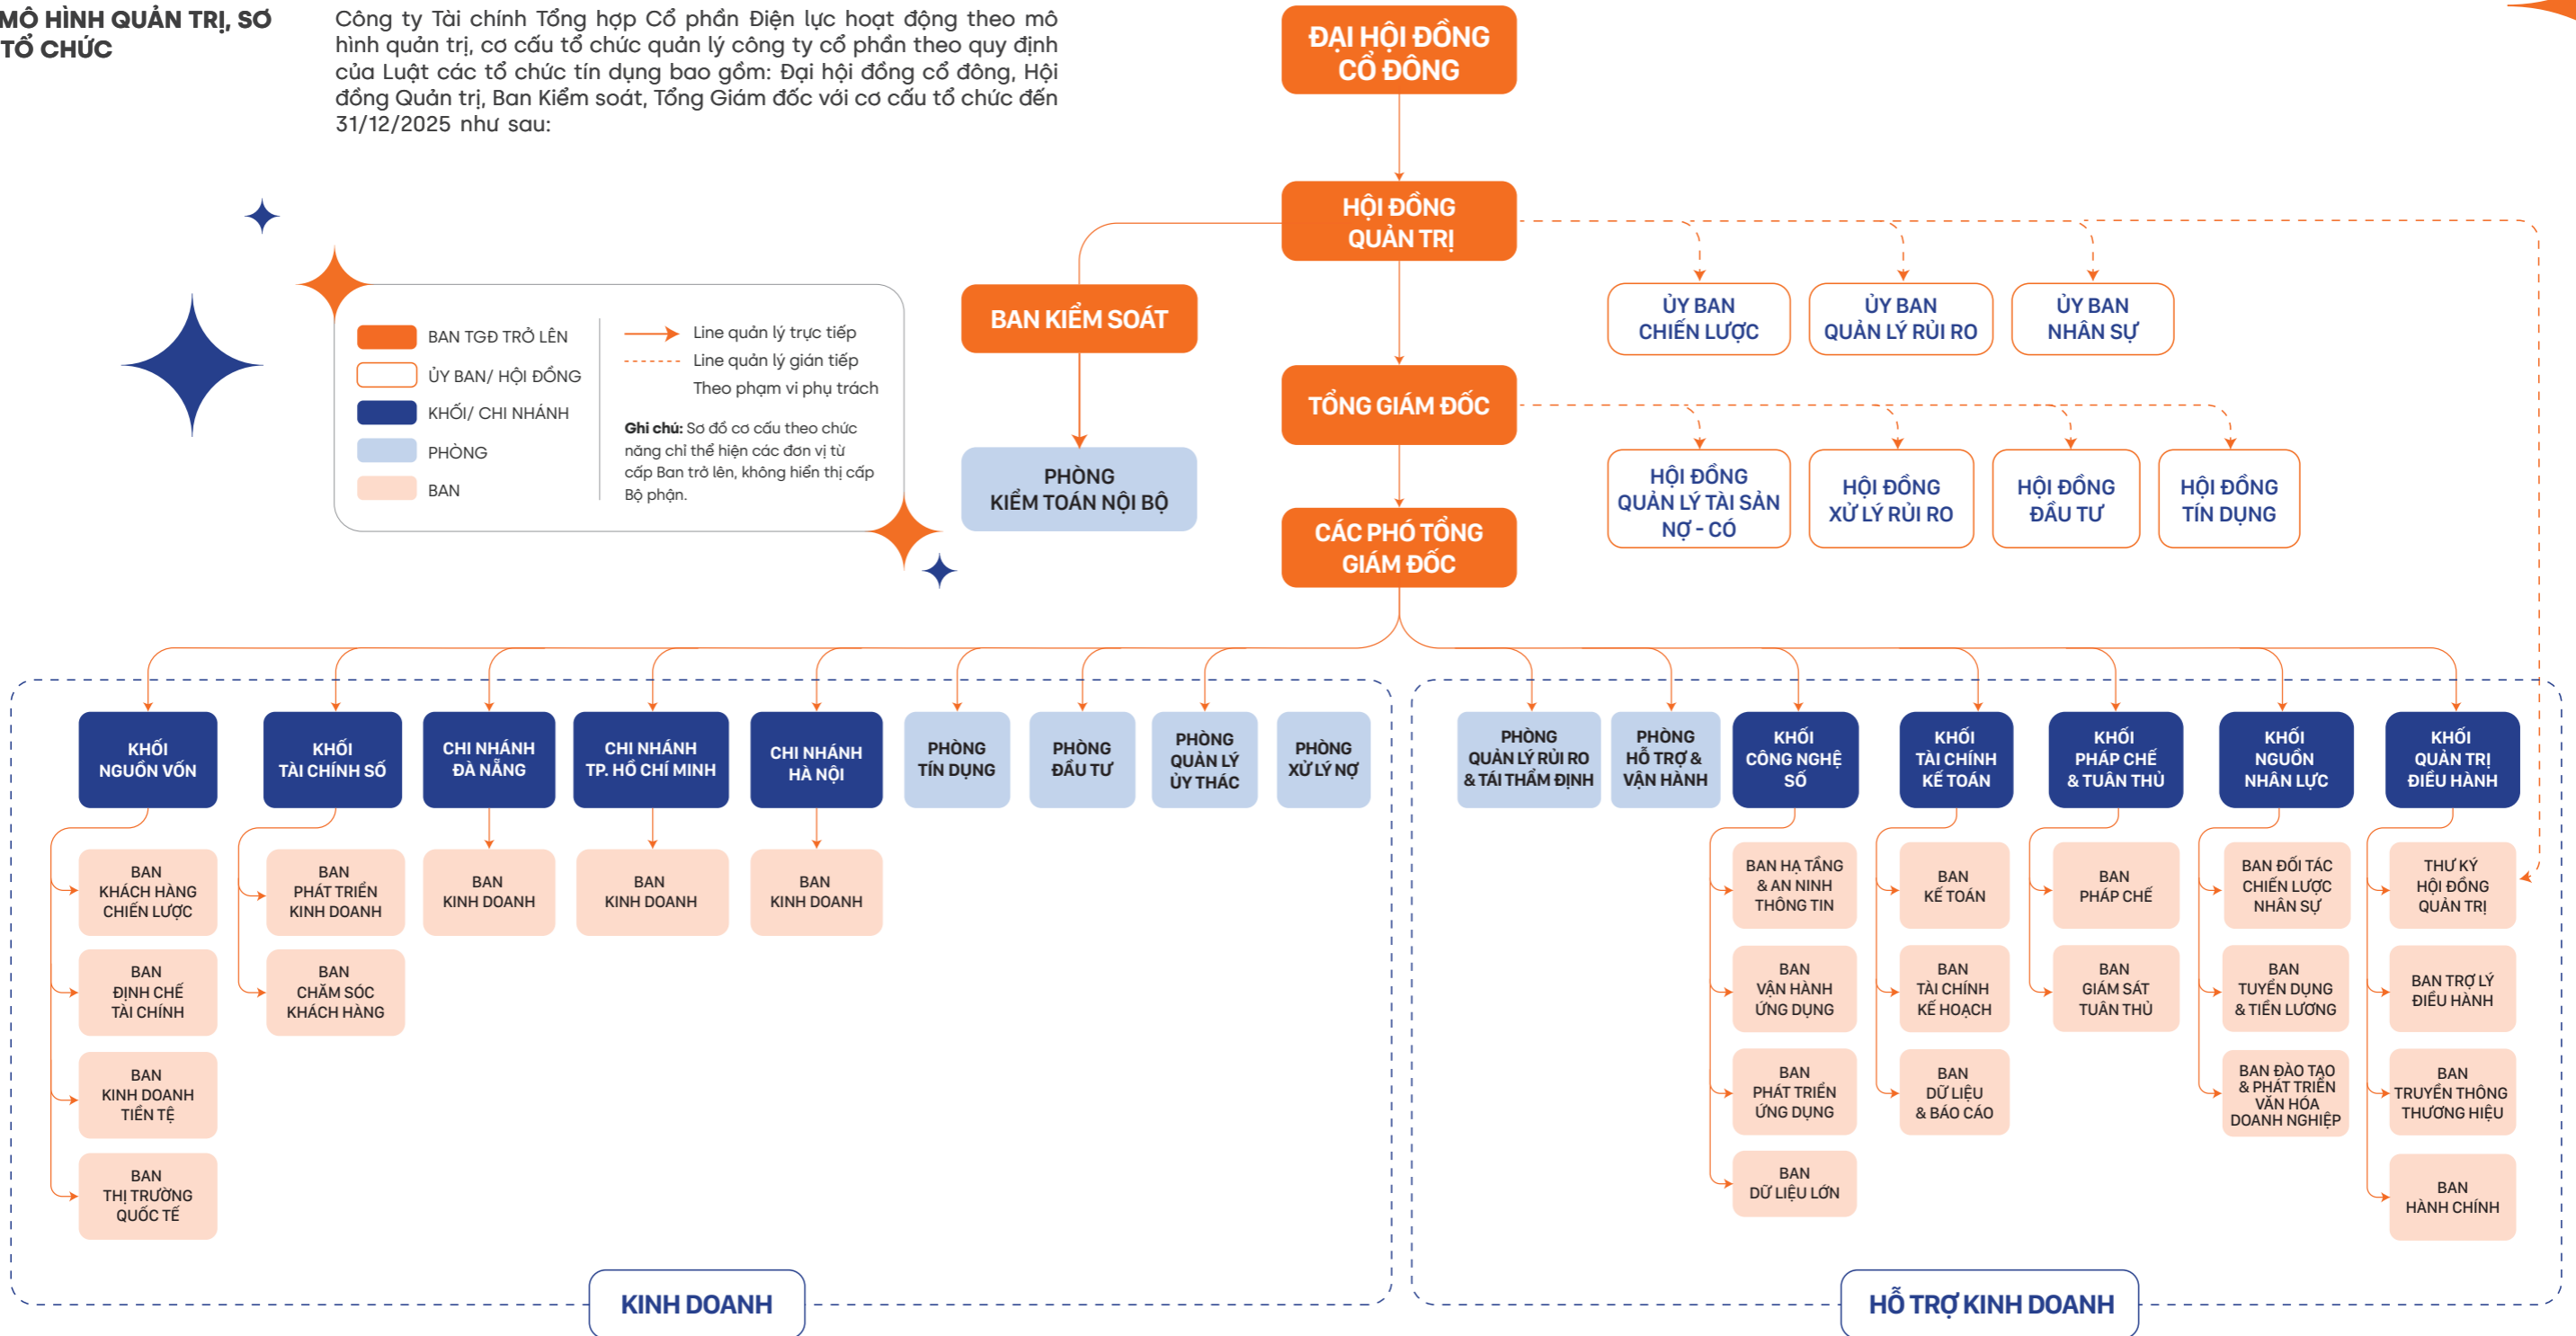 MÔ HÌNH QUẢN TRỊ, SƠ
TỔ CHỨC
Công ty Tài chính Tổng hợp Cổ phần Điện lực hoạt động theo mô
hình quản trị, cơ cấu tổ chức quản lý công ty cổ phần theo quy định
của Luật các tổ chức tín dụng bao gồm: Đại hội đồng cổ đông, Hội
đồng Quản trị, Ban Kiểm soát, Tổng Giám đốc với cơ cấu tổ chức đến
31/12/2025 như sau:
ĐẠI HỘI ĐỒNG
CỔ ĐÔNG
HỘI ĐỒNG
QUẢN TRỊ
BAN KIỂM SOÁT
PHÒNG
KIỂM TOÁN NỘI BỘ
ỦY BAN
CHIẾN LƯỢC
ỦY BAN
QUẢN LÝ RỦI RO
ỦY BAN
NHÂN SỰ
TỔNG GIÁM ĐỐC
HỘI ĐỒNG
QUẢN LÝ TÀI SẢN
NỢ - CÓ
HỘI ĐỒNG
XỬ LÝ RỦI RO
HỘI ĐỒNG
ĐẦU TƯ
HỘI ĐỒNG
TÍN DỤNG
CÁC PHÓ TỔNG
GIÁM ĐỐC
BAN TGĐ TRỞ LÊN
ỦY BAN/ HỘI ĐỒNG
KHỐI/ CHI NHÁNH
PHÒNG
BAN
Line quản lý trực tiếp
Line quản lý gián tiếp
Theo phạm vi phụ trách
Ghi chú: Sơ đồ cơ cấu theo chức
năng chỉ thể hiện các đơn vị từ
cấp Ban trở lên, không hiển thị cấp
Bộ phận.
KHỐI
NGUỒN VỐN
BAN
KHÁCH HÀNG
CHIẾN LƯỢC
BAN
ĐỊNH CHẾ
TÀI CHÍNH
BAN
KINH DOANH
TIỀN TỆ
BAN
THỊ TRƯỜNG
QUỐC TẾ
KHỐI
TÀI CHÍNH SỐ
BAN
PHÁT TRIỂN
KINH DOANH
BAN
CHĂM SÓC
KHÁCH HÀNG
CHI NHÁNH
ĐÀ NẴNG
BAN
KINH DOANH
CHI NHÁNH
TP. HỒ CHÍ MINH
BAN
KINH DOANH
CHI NHÁNH
HÀ NỘI
BAN
KINH DOANH
PHÒNG
TÍN DỤNG
PHÒNG
ĐẦU TƯ
PHÒNG
QUẢN LÝ
ỦY THÁC
PHÒNG
XỬ LÝ NỢ
KINH DOANH
PHÒNG
QUẢN LÝ RỦI RO
& TÁI THẨM ĐỊNH
PHÒNG
HỖ TRỢ &
VẬN HÀNH
KHỐI
CÔNG NGHỆ
SỐ
BAN HẠ TẦNG
& AN NINH
THÔNG TIN
BAN
VẬN HÀNH
ỨNG DỤNG
BAN
PHÁT TRIỂN
ỨNG DỤNG
BAN
DỮ LIỆU LỚN
KHỐI
TÀI CHÍNH
KẾ TOÁN
BAN
KẾ TOÁN
BAN
TÀI CHÍNH
KẾ HOẠCH
BAN
DỮ LIỆU
& BÁO CÁO
KHỐI
PHÁP CHẾ
& TUÂN THỦ
BAN
PHÁP CHẾ
BAN
GIÁM SÁT
TUÂN THỦ
KHỐI
NGUỒN
NHÂN LỰC
BAN ĐỐI TÁC
CHIẾN LƯỢC
NHÂN SỰ
BAN
TUYỂN DỤNG
& TIỀN LƯƠNG
BAN ĐÀO TẠO
& PHÁT TRIỂN
VĂN HÓA
DOANH NGHIỆP
KHỐI
QUẢN TRỊ
ĐIỀU HÀNH
THƯ KÝ
HỘI ĐỒNG
QUẢN TRỊ
BAN TRỢ LÝ
ĐIỀU HÀNH
BAN
TRUYỀN THÔNG
THƯƠNG HIỆU
BAN
HÀNH CHÍNH
HỖ TRỢ KINH DOANH